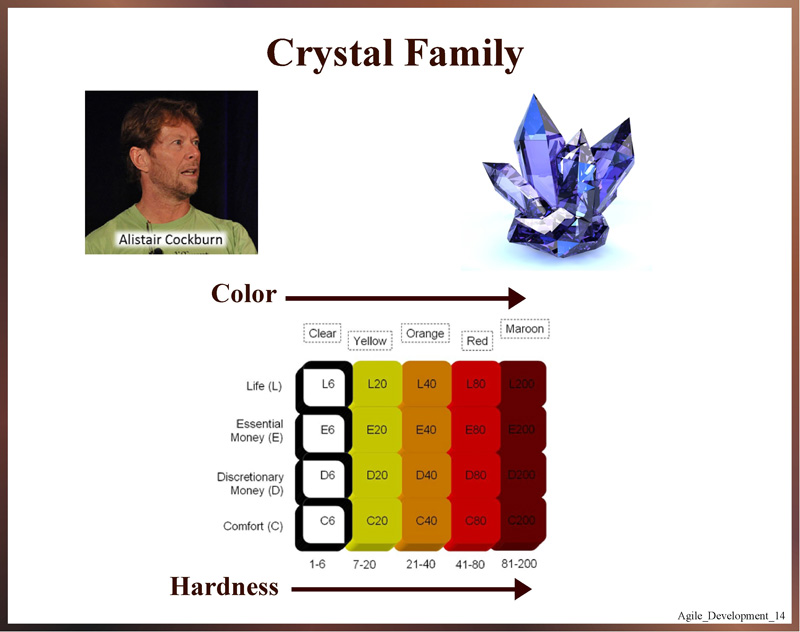 Crystal Family
Alistair Cockburn
Color
Clear
Yellow
Orange
Red
Maroon
Life (L)
L6
L20
L40
L80
L200
Essential
Money (E)
E6
E20
E40
E80
E200
Discretionary
Money (D)
D6
D20
D40
D80
D200
Comfort (C)
C6
C20
C40
C80
C200
1-6
7-20
21-40
41-80
81-200
Hardness
Agile_Development_14